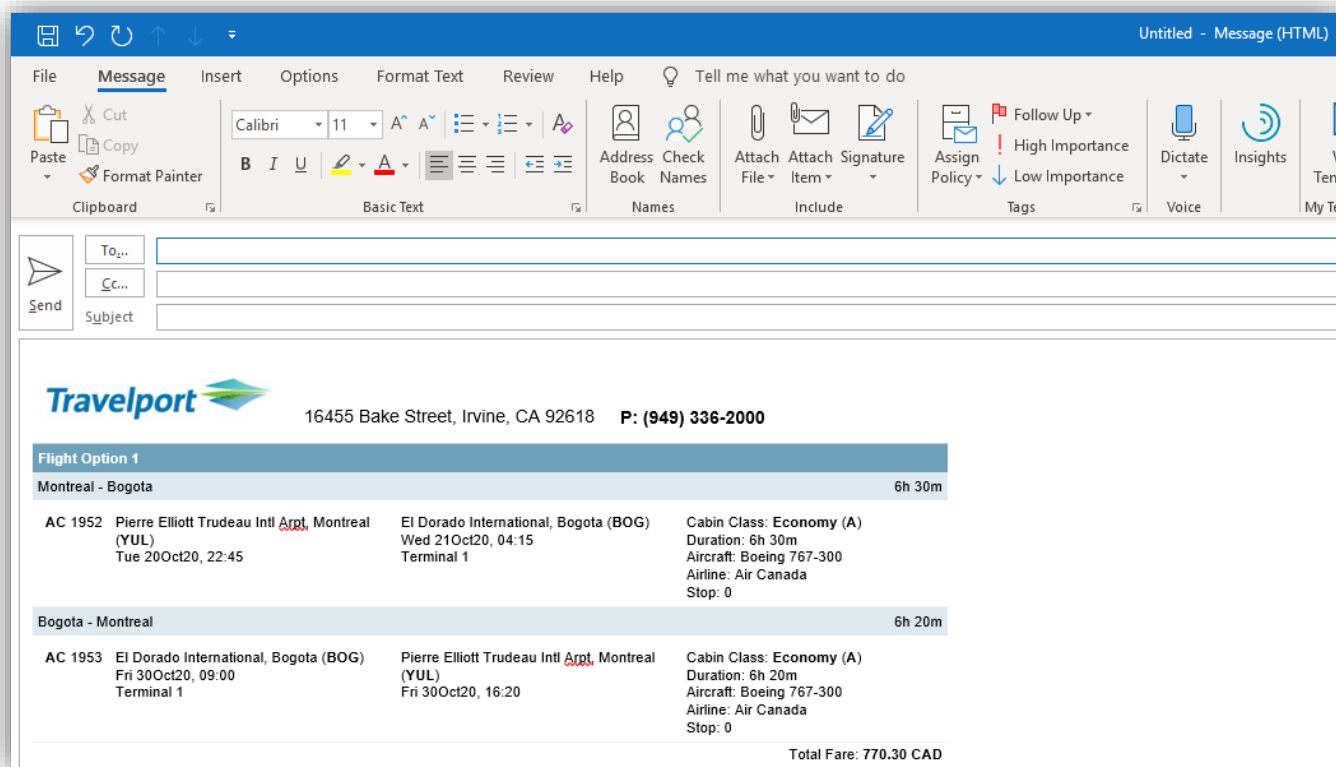 Untitled - Message (HTML)
File Message Insert Options Format Text Review Help Tell me what you want to do
Paste
Cut
Copy
Format Painter
Clipboard
Calibri 11
B I U
Basic Text
Address Book
Check Names
Names
Attach File
Attach Item
Signature
Include
Assign Policy
Follow Up
High Importance
Low Importance
Tags
Dictate
Voice
Insights
Send
To...
Cc...
Subject
Travelport
16455 Bake Street, Irvine, CA 92618 P: (949) 336-2000
Flight Option 1
Montreal - Bogota 6h 30m
AC 1952
Pierre Elliott Trudeau Intl Arpt, Montreal
(YUL)
Tue 20Oct20, 22:45
El Dorado International, Bogota (BOG)
Wed 21Oct20, 04:15
Terminal 1
Cabin Class: Economy (A)
Duration: 6h 30m
Aircraft: Boeing 767-300
Airline: Air Canada
Stop: 0
Bogota - Montreal 6h 20m
AC 1953
El Dorado International, Bogota (BOG)
Fri 30Oct20, 09:00
Terminal 1
Pierre Elliott Trudeau Intl Arpt, Montreal
(YUL)
Fri 30Oct20, 16:20
Cabin Class: Economy (A)
Duration: 6h 20m
Aircraft: Boeing 767-300
Airline: Air Canada
Stop: 0
Total Fare: 770.30 CAD